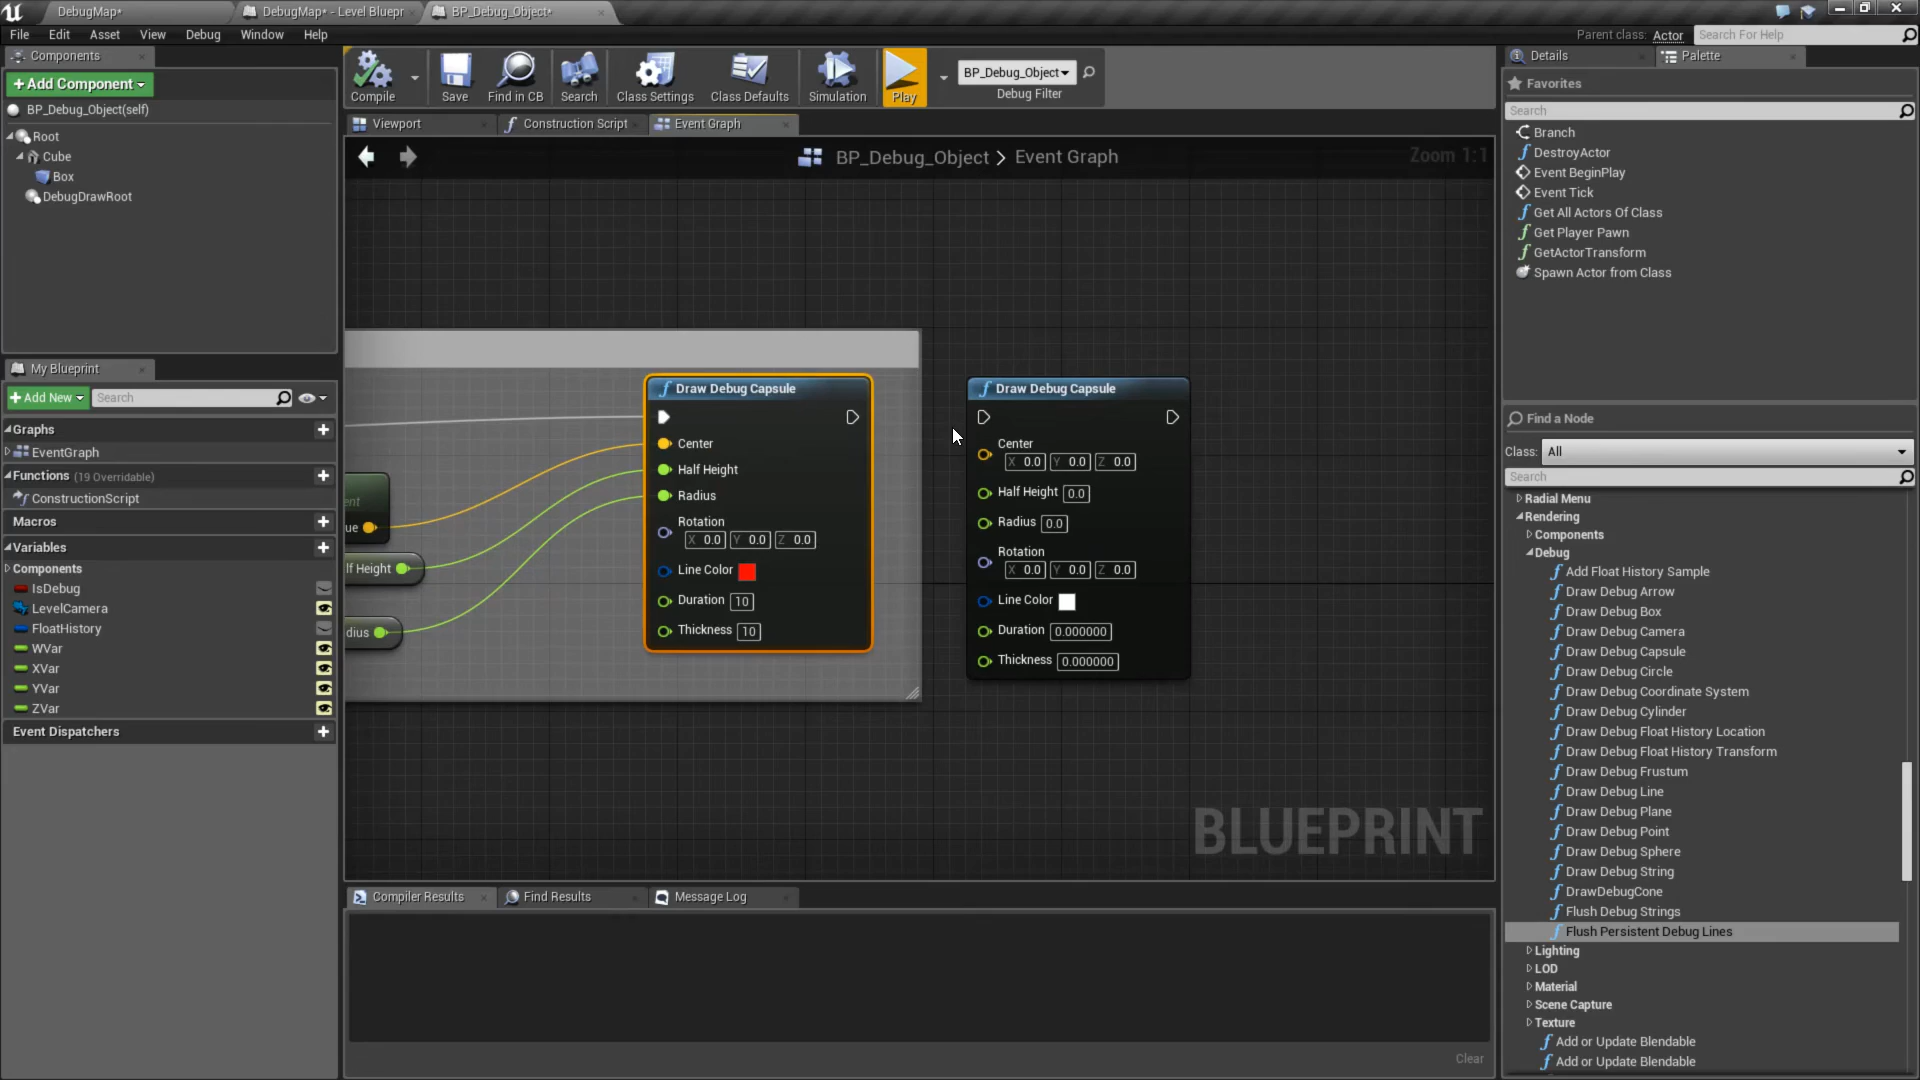 DebugMap*
DebugMap* - Level Bluepr
BP_Debug_Object*
File Edit Asset View Debug Window Help
Parent class: Actor
Search For Help
Components
+ Add Component
BP_Debug_Object(self)
Root
Cube
Box
DebugDrawRoot
Compile
Save
Find in CB
Search
Class Settings
Class Defaults
Simulation
Play
BP_Debug_Object
Debug Filter
Viewport
Construction Script
Event Graph
BP_Debug_Object > Event Graph
Zoom 1:1
My Blueprint
+ Add New
Search
Graphs
EventGraph
Functions (19 Overridable)
ConstructionScript
Macros
Variables
Components
IsDebug
LevelCamera
FloatHistory
WVar
XVar
YVar
ZVar
Event Dispatchers
ent
ue
lf Height
dius
Draw Debug Capsule
Center
Half Height
Radius
Rotation
X 0.0 Y 0.0 Z 0.0
Line Color
Duration 10
Thickness 10
Draw Debug Capsule
Center
X 0.0 Y 0.0 Z 0.0
Half Height 0.0
Radius 0.0
Rotation
X 0.0 Y 0.0 Z 0.0
Line Color
Duration 0.000000
Thickness 0.000000
BLUEPRINT
Compiler Results
Find Results
Message Log
Clear
Details
Palette
Favorites
Search
Branch
DestroyActor
Event BeginPlay
Event Tick
Get All Actors Of Class
Get Player Pawn
GetActorTransform
Spawn Actor from Class
Find a Node
Class: All
Search
Radial Menu
Rendering
Components
Debug
Add Float History Sample
Draw Debug Arrow
Draw Debug Box
Draw Debug Camera
Draw Debug Capsule
Draw Debug Circle
Draw Debug Coordinate System
Draw Debug Cylinder
Draw Debug Float History Location
Draw Debug Float History Transform
Draw Debug Frustum
Draw Debug Line
Draw Debug Plane
Draw Debug Point
Draw Debug Sphere
Draw Debug String
DrawDebugCone
Flush Debug Strings
Flush Persistent Debug Lines
Lighting
LOD
Material
Scene Capture
Texture
Add or Update Blendable
Add or Update Blendable